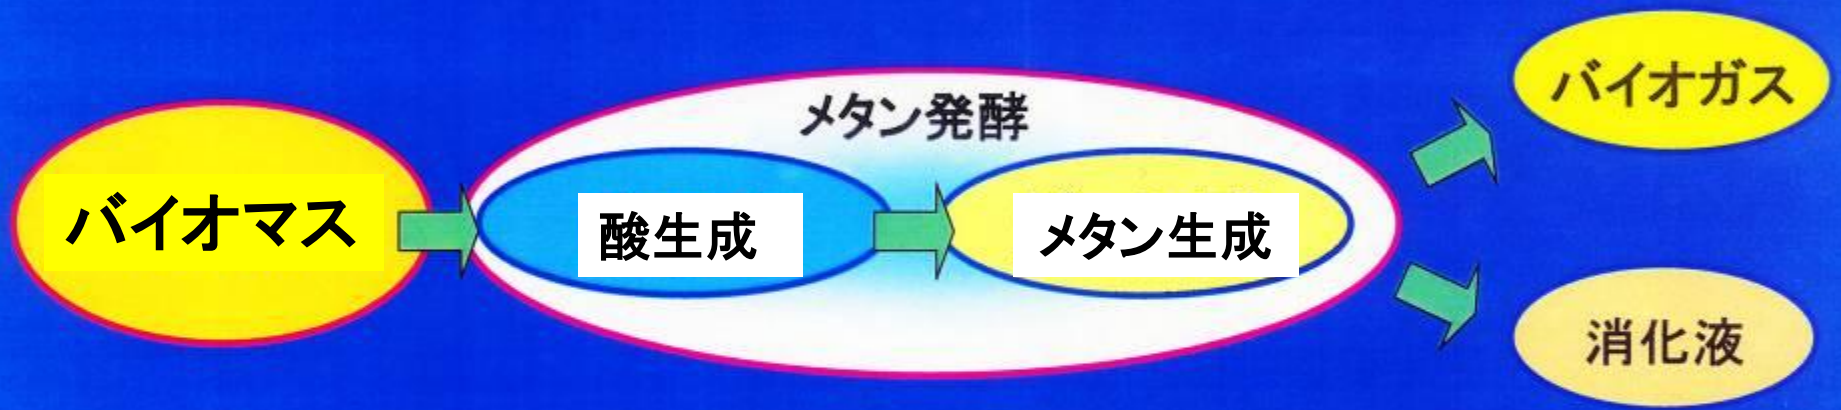 バイオマス
メタン発酵
酸生成
メタン生成
バイオガス
消化液